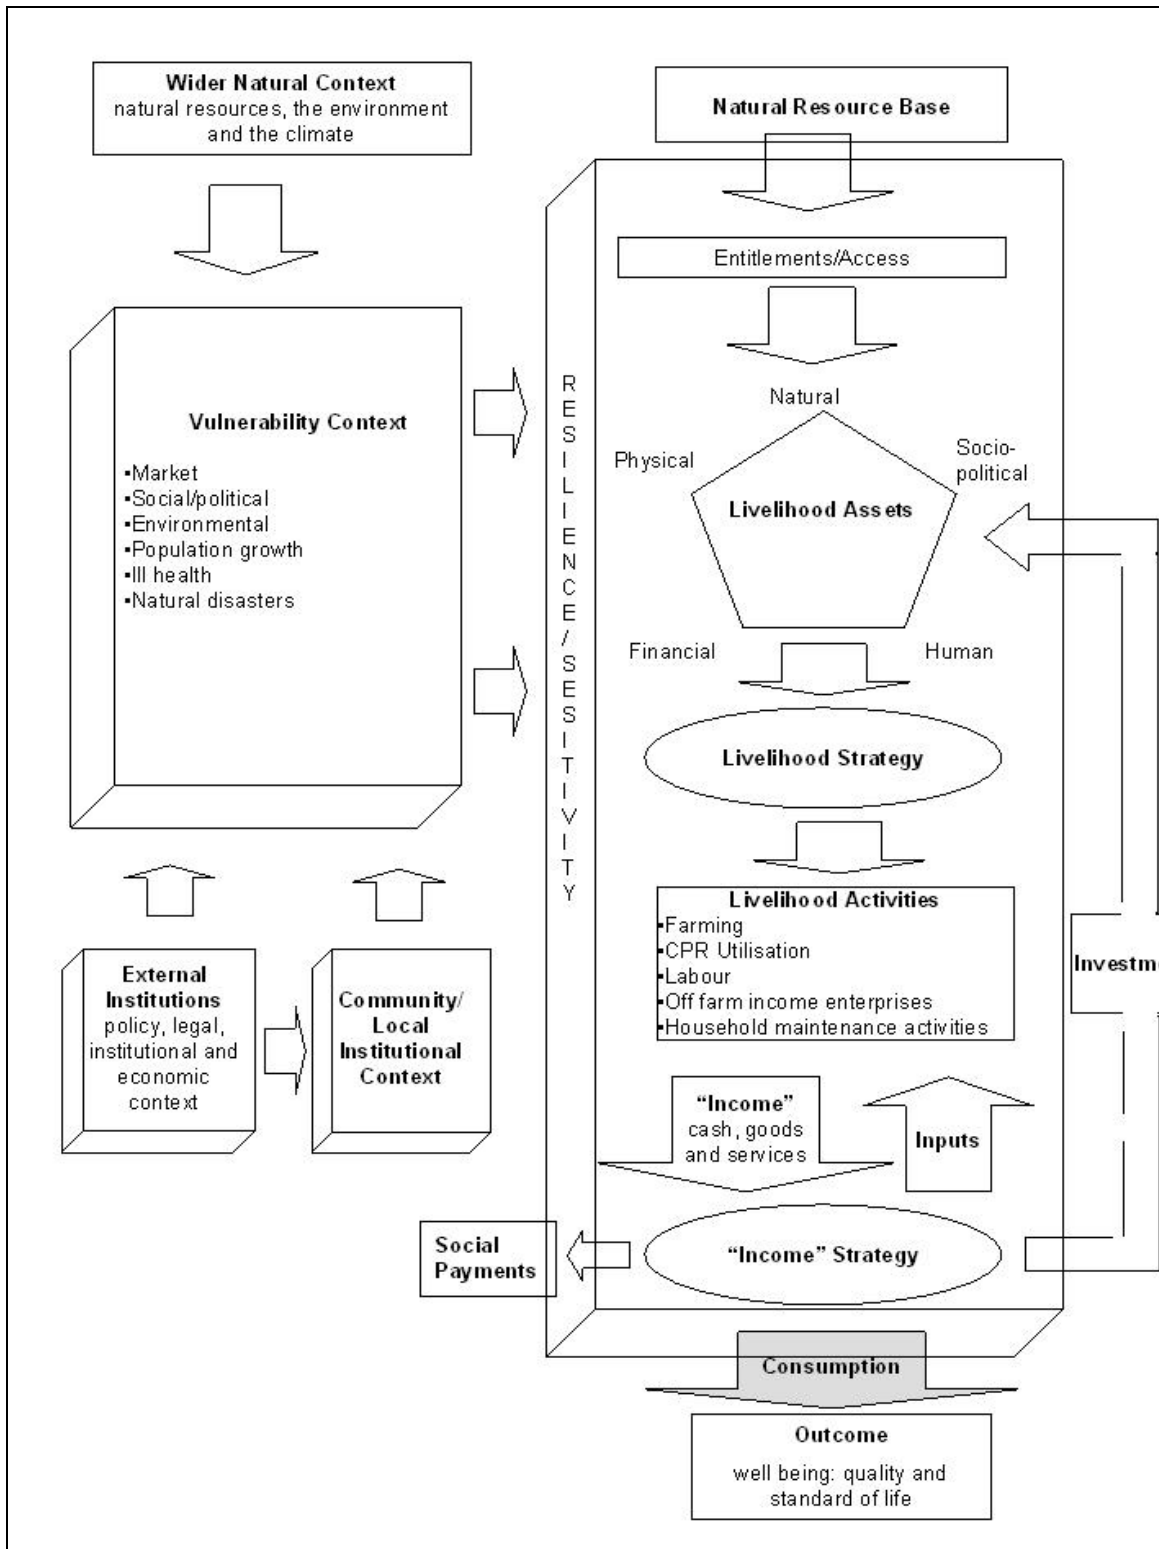 Wider Natural Context
natural resources, the environment
and the climate
Natural Resource Base
Entitlements/Access
Vulnerability Context
▪Market
▪Social/political
▪Environmental
▪Population growth
▪Ill health
▪Natural disasters
RESILIENCE/SESITIVITY
Natural
Physical
Socio-
political
Livelihood Assets
Financial
Human
Livelihood Strategy
Livelihood Activities
▪Farming
▪CPR Utilisation
▪Labour
▪Off farm income enterprises
▪Household maintenance activities
External
Institutions
policy, legal,
institutional and
economic
context
Community/
Local
Institutional
Context
Investme
“Income”
cash, goods
and services
Inputs
Social
Payments
“Income” Strategy
Consumption
Outcome
well being: quality and
standard of life